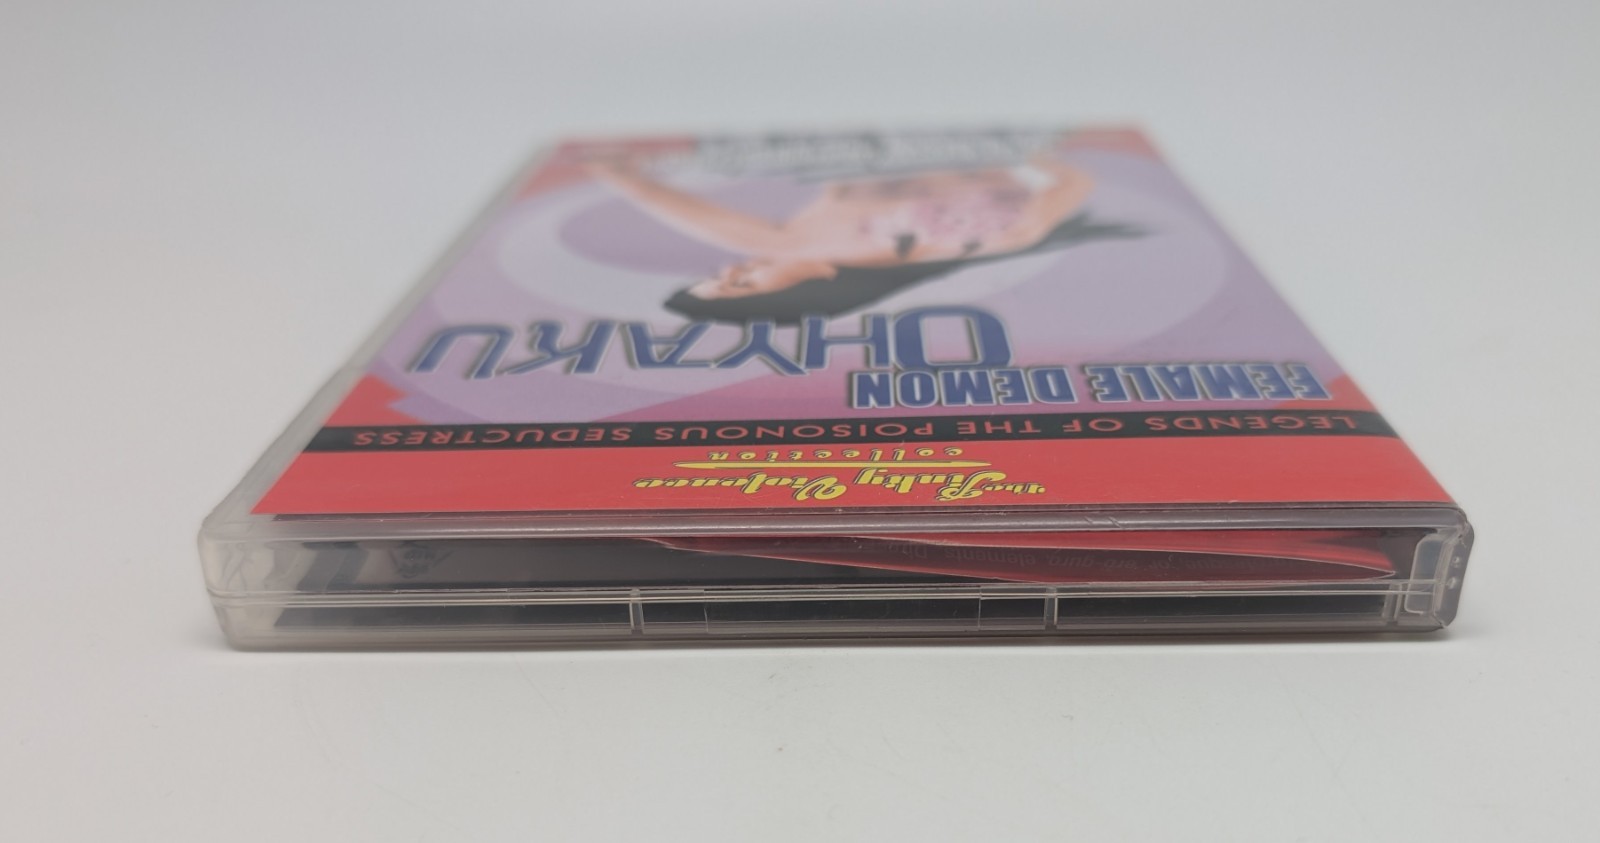 the Pinky Violence
collection
LEGENDS OF THE POISONOUS SEDUCTRESS
FEMALE DEMON
OHYAKU